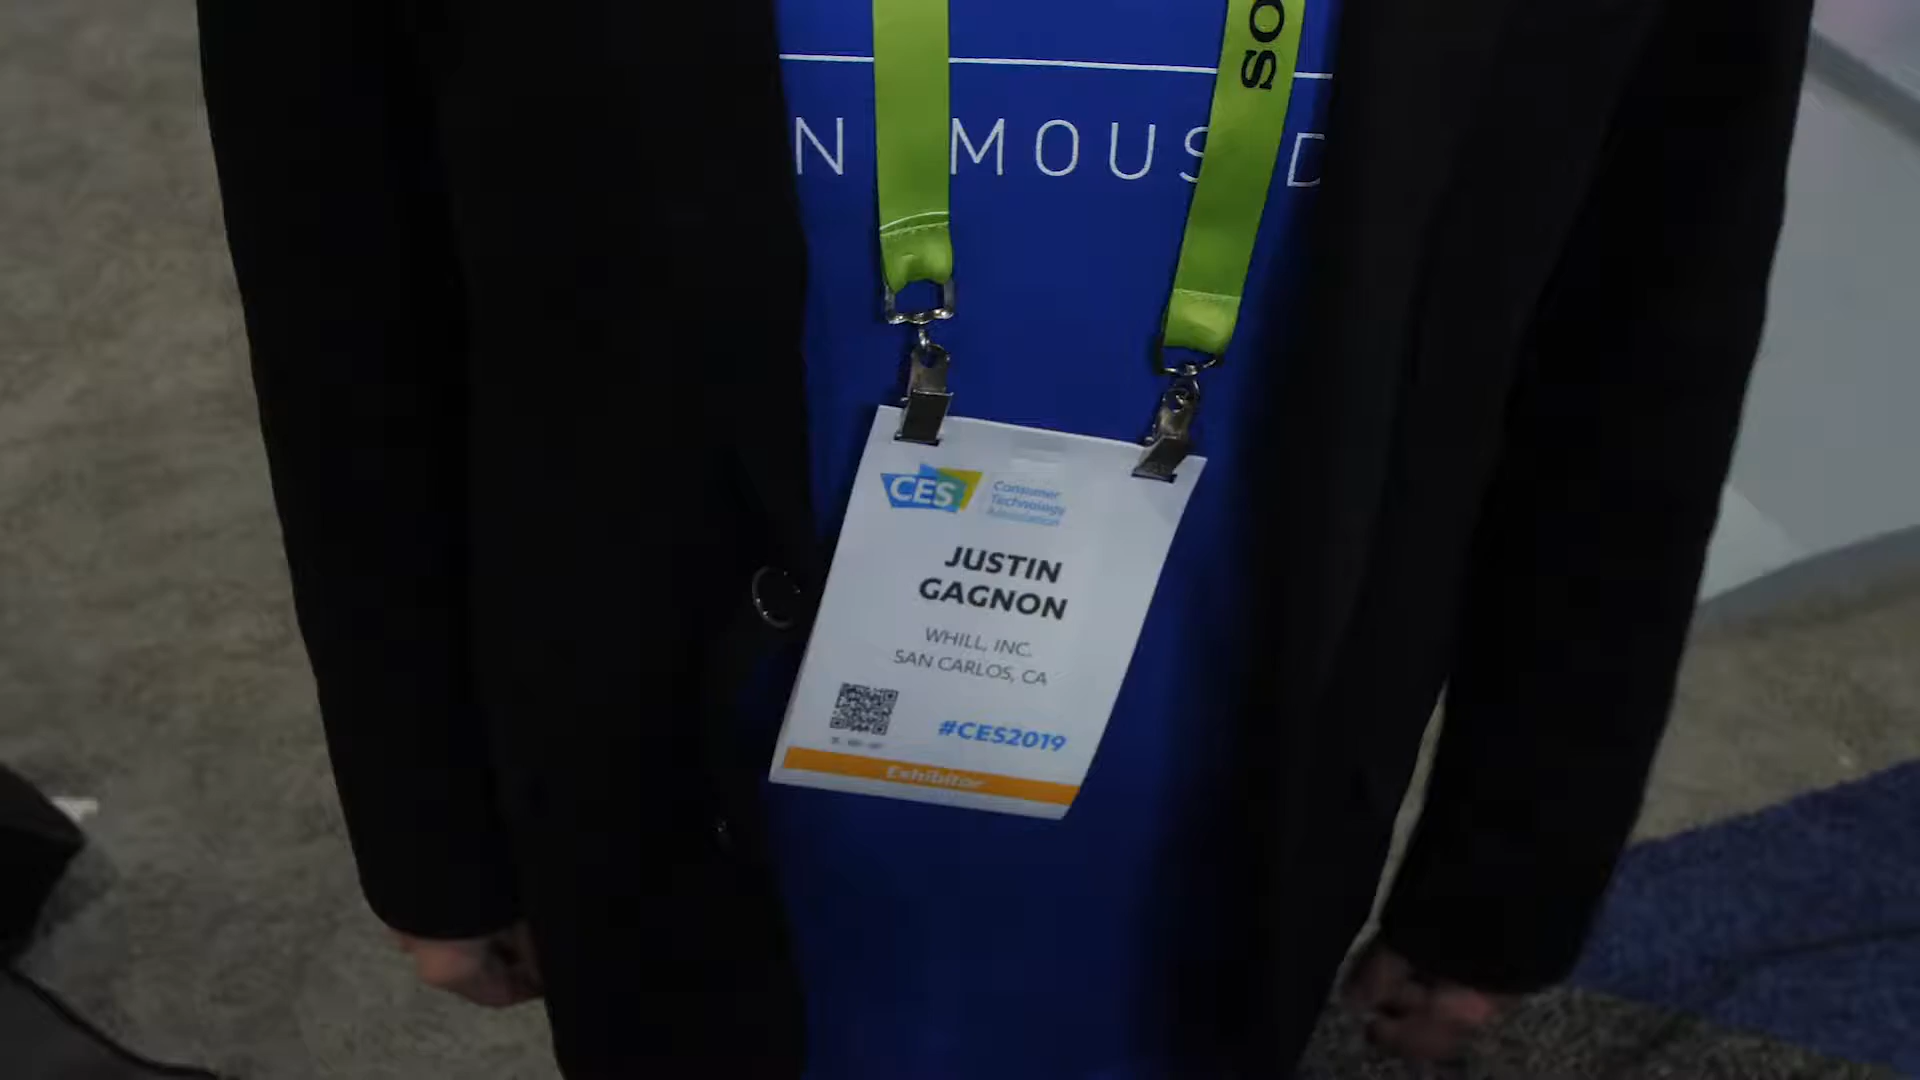 SO
N MOUS D
CES
Consumer
Technology
Association
JUSTIN
GAGNON
WHILL, INC.
SAN CARLOS, CA
#CES2019
Exhibitor